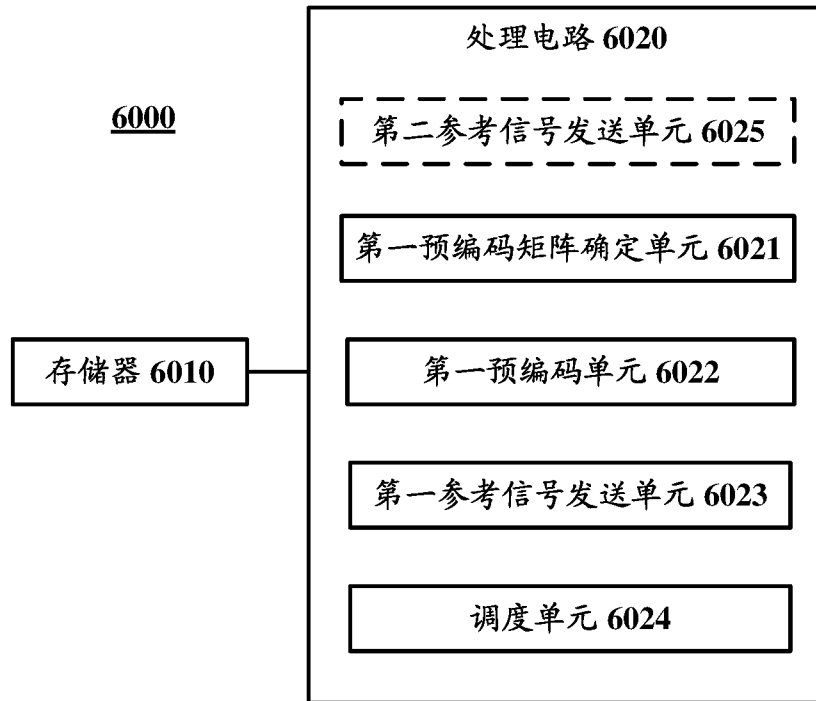 处理电路 6020
6000
第二参考信号发送单元 6025
第一预编码矩阵确定单元 6021
存储器 6010
第一预编码单元 6022
第一参考信号发送单元 6023
调度单元 6024